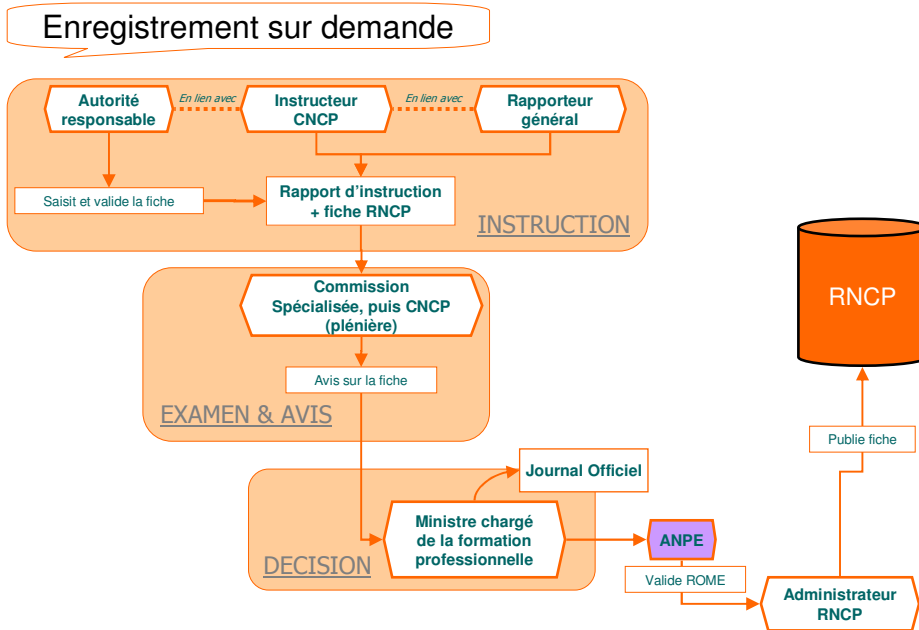 Enregistrement sur demande
Autorité
responsable
En lien avec
Instructeur
CNCP
En lien avec
Rapporteur
général
Saisit et valide la fiche
Rapport d'instruction
+ fiche RNCP
INSTRUCTION
Commission
Spécialisée, puis CNCP
(plénière)
Avis sur la fiche
EXAMEN & AVIS
RNCP
Publie fiche
Journal Officiel
Ministre chargé
de la formation
professionnelle
DECISION
ANPE
Valide ROME
Administrateur
RNCP